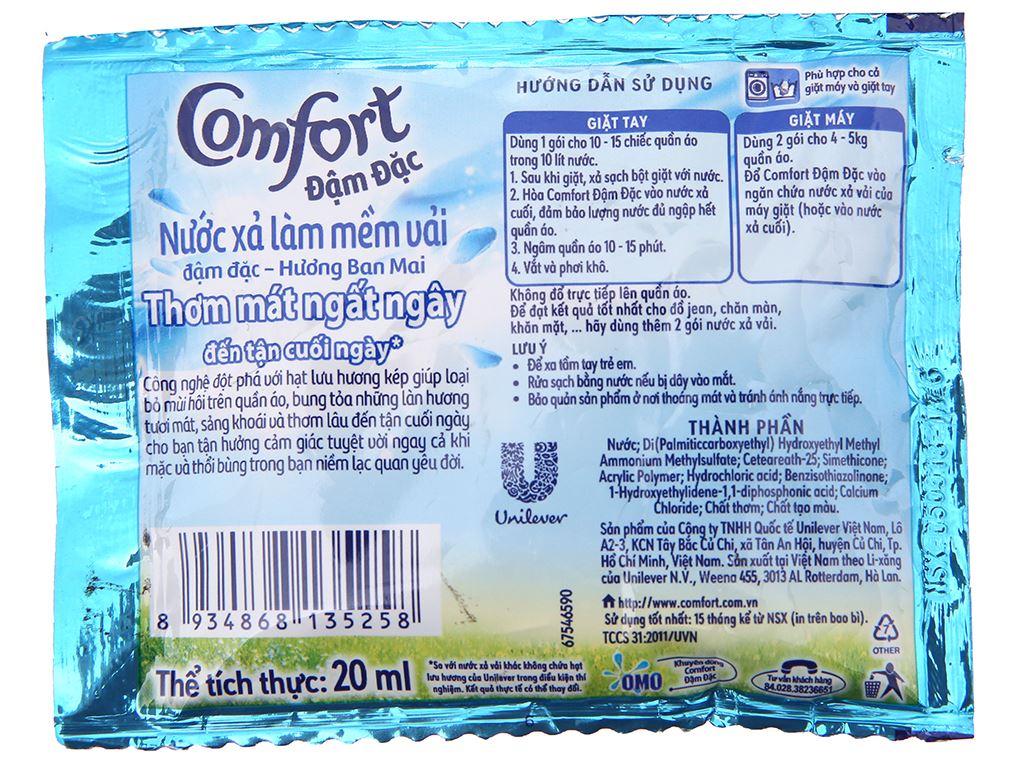 Comfort
Đậm Đặc
Nước xả làm mềm vải
đậm đặc – Hương Ban Mai
Thơm mát ngất ngây
đến tận cuối ngày*
Công nghệ đột phá với hạt lưu hương kép giúp loại
bỏ mùi hôi trên quần áo, bung tỏa những làn hương
tươi mát, sảng khoái và thơm lâu đến tận cuối ngày
cho bạn tận hưởng cảm giác tuyệt vời ngay cả khi
mặc và thổi bùng trong bạn niềm lạc quan yêu đời.
8 934868 135258
Thể tích thực: 20 ml
*So với nước xả vải khác không chứa hạt
lưu hương của Unilever trong điều kiện thí
nghiệm. Kết quả thực tế có thể thay đổi.
HƯỚNG DẪN SỬ DỤNG
Phù hợp cho cả
giặt máy và giặt tay
GIẶT TAY
Dùng 1 gói cho 10 - 15 chiếc quần áo
trong 10 lít nước.
1. Sau khi giặt, xả sạch bột giặt với nước.
2. Hòa Comfort Đậm Đặc vào nước xả
cuối, đảm bảo lượng nước đủ ngập hết
quần áo.
3. Ngâm quần áo 10 - 15 phút.
4. Vắt và phơi khô.
GIẶT MÁY
Dùng 2 gói cho 4 - 5kg
quần áo.
Đổ Comfort Đậm Đặc vào
ngăn chứa nước xả vải của
máy giặt (hoặc vào nước
xả cuối).
Không đổ trực tiếp lên quần áo.
Để đạt kết quả tốt nhất cho đồ jean, chăn màn,
khăn mặt, ... hãy dùng thêm 2 gói nước xả vải.
LƯU Ý
• Để xa tầm tay trẻ em.
• Rửa sạch bằng nước nếu bị dây vào mắt.
• Bảo quản sản phẩm ở nơi thoáng mát và tránh ánh nắng trực tiếp.
THÀNH PHẦN
Nước; Di(Palmiticcarboxyethyl) Hydroxyethyl Methyl
Ammonium Methylsulfate; Ceteareath-25; Simethicone;
Acrylic Polymer; Hydrochloric acid; Benzisothiazolinone;
1-Hydroxyethylidene-1,1-diphosphonic acid; Calcium
Chloride; Chất thơm; Chất tạo màu.
Unilever
Sản phẩm của Công ty TNHH Quốc tế Unilever Việt Nam, Lô
A2-3, KCN Tây Bắc Củ Chi, xã Tân An Hội, huyện Củ Chi, Tp.
Hồ Chí Minh, Việt Nam. Sản xuất tại Việt Nam theo Li-xăng
của Unilever N.V., Weena 455, 3013 AL Rotterdam, Hà Lan.
http://www.comfort.com.vn
Sử dụng tốt nhất: 15 tháng kể từ NSX (in trên bao bì).
TCCS 31:2011/UVN
67546590
OTHER
OMO
Khuyên dùng
Comfort
Đậm Đặc
Tư vấn khách hàng
84.028.38236651